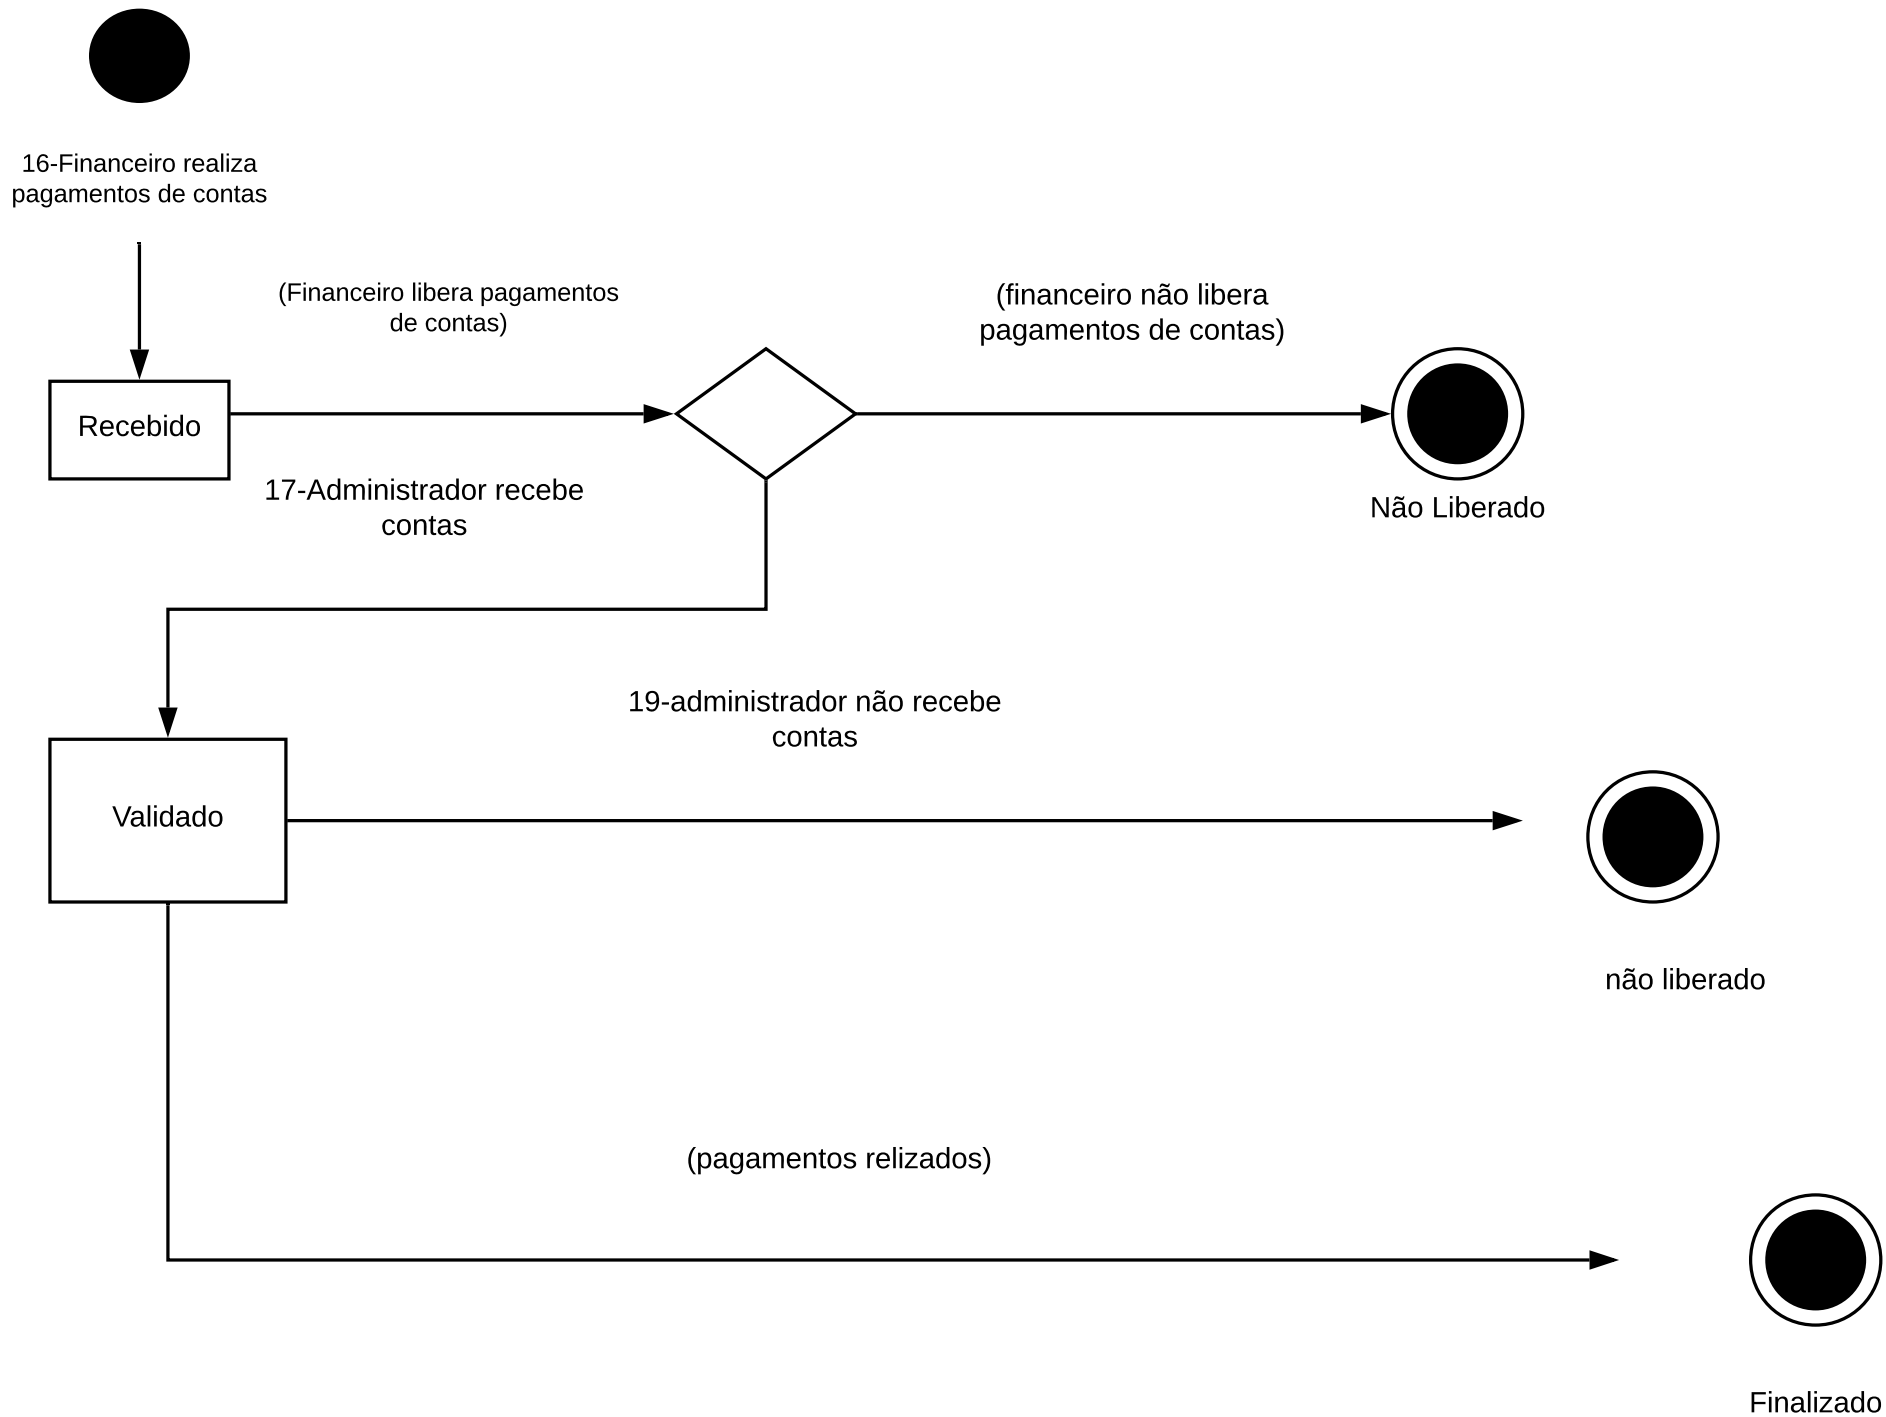 16-Financeiro realiza
pagamentos de contas
(Financeiro libera pagamentos
de contas)
(financeiro não libera
pagamentos de contas)
Recebido
17-Administrador recebe
contas
Não Liberado
19-administrador não recebe
contas
Validado
não liberado
(pagamentos relizados)
Finalizado